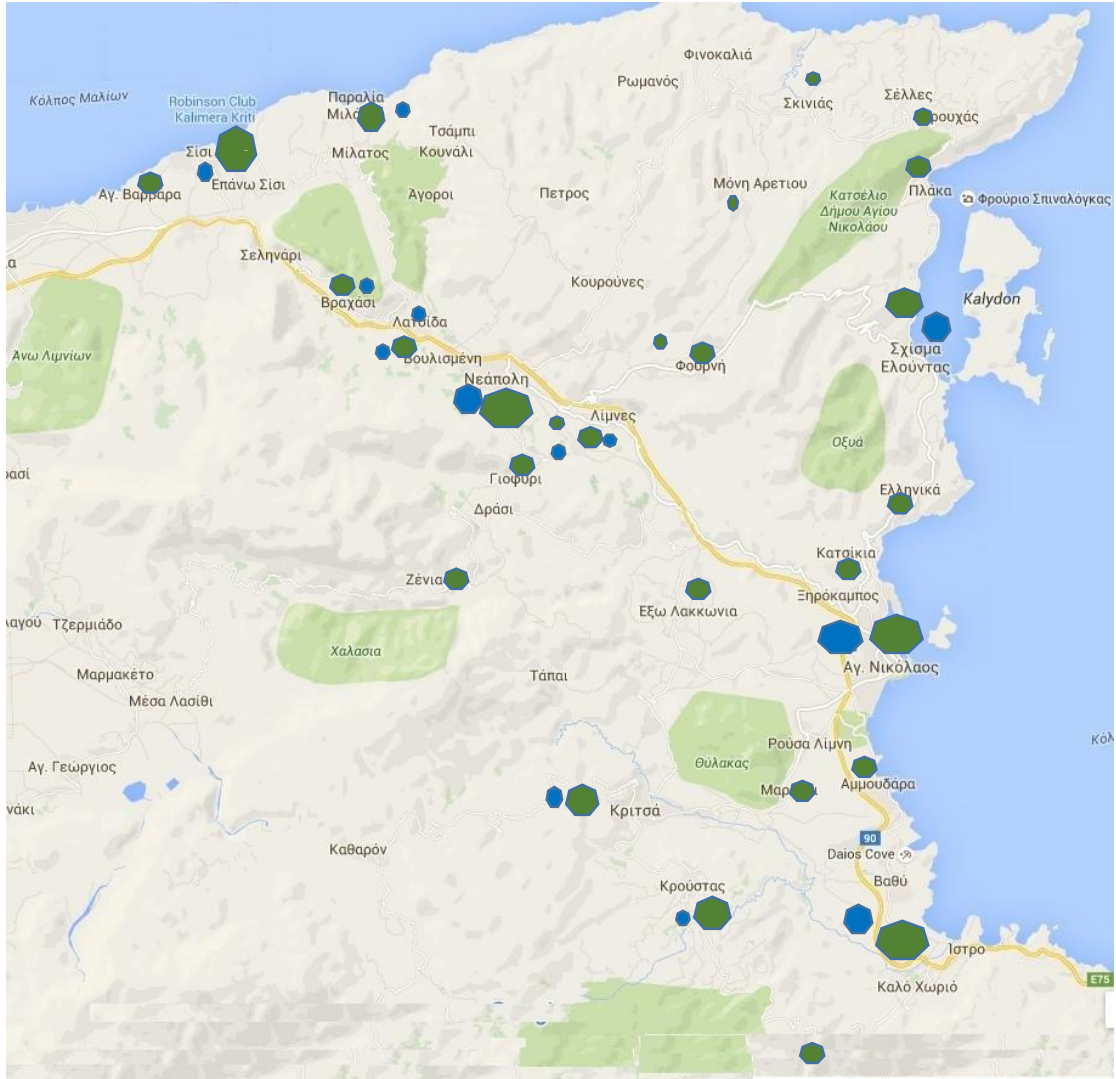 Φινοκαλιά
Ρωμανός
Κόλπος Μαλίων
Robinson Club
Kalimera Kriti
Παραλία
Σκινιάς
Σέλλες
Τσάμπι
Κουνάλι
Σίσι
Μίλατος
Επάνω Σίσι
Αγ. Βαρβάρα
Άγοροι
Πετρος
Μόνη Αρετιου
Κατσέλιο
Δήμου Αγίου
Νικολάου
Πλάκα
Φρούριο Σπιναλόγκας
Σεληνάρι
Κουρούνες
Βραχάσι
Kalydon
Λατσίδα
Άνω Λιμνίων
Βουλισμένη
Φουρνή
Σχίσμα
Ελούντας
Νεάπολη
Λίμνες
Οξυά
Γιοφύρι
Ελληνικά
Δράσι
Κατσίκια
Ζένια
Ξηρόκαμπος
Εξω Λακκωνια
Τζερμιάδο
Χαλασια
Αγ. Νικόλαος
Μαρμακέτο
Τάπαι
Μέσα Λασίθι
Ρούσα Λίμνη
Θύλακας
Αγ. Γεώργιος
Αμμουδάρα
Κριτσά
90
Καθαρόν
Daios Cove
Βαθύ
Κρούστας
Ίστρο
E75
Καλό Χωριό